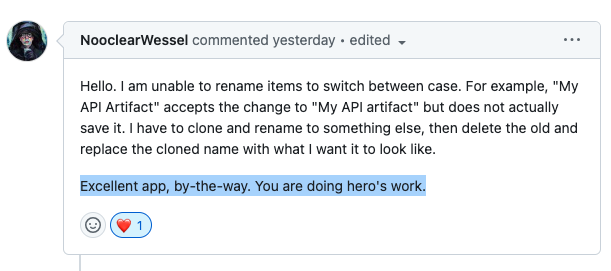 NooclearWessel commented yesterday • edited
Hello. I am unable to rename items to switch between case. For example, "My
API Artifact" accepts the change to "My API artifact" but does not actually
save it. I have to clone and rename to something else, then delete the old and
replace the cloned name with what I want it to look like.
Excellent app, by-the-way. You are doing hero's work.
1